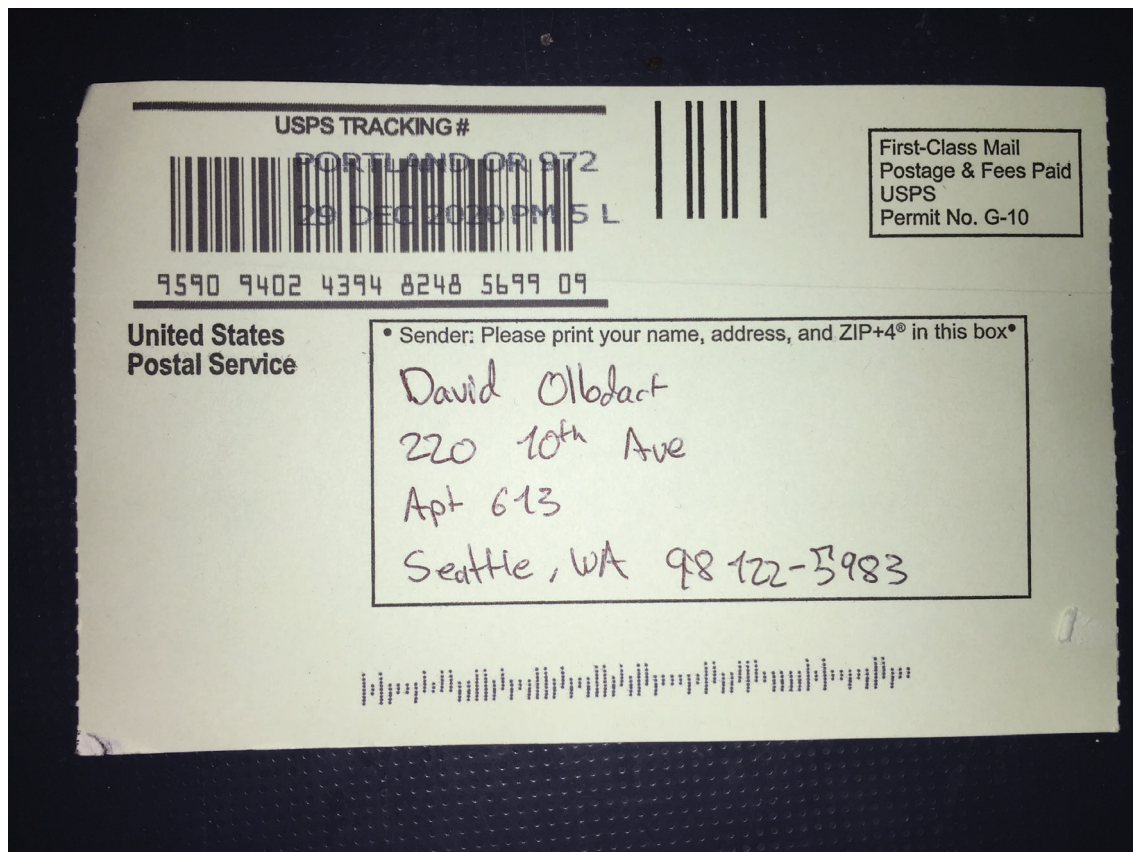 USPS TRACKING #
PORTLAND OR 972
29 DEC 2020 PM 5 L
9590 9402 4394 8248 5699 09
First-Class Mail
Postage & Fees Paid
USPS
Permit No. G-10
United States
Postal Service
• Sender: Please print your name, address, and ZIP+4® in this box•
David Olbdact
220 10th Ave
Apt 613
Seattle, WA 98122-5983